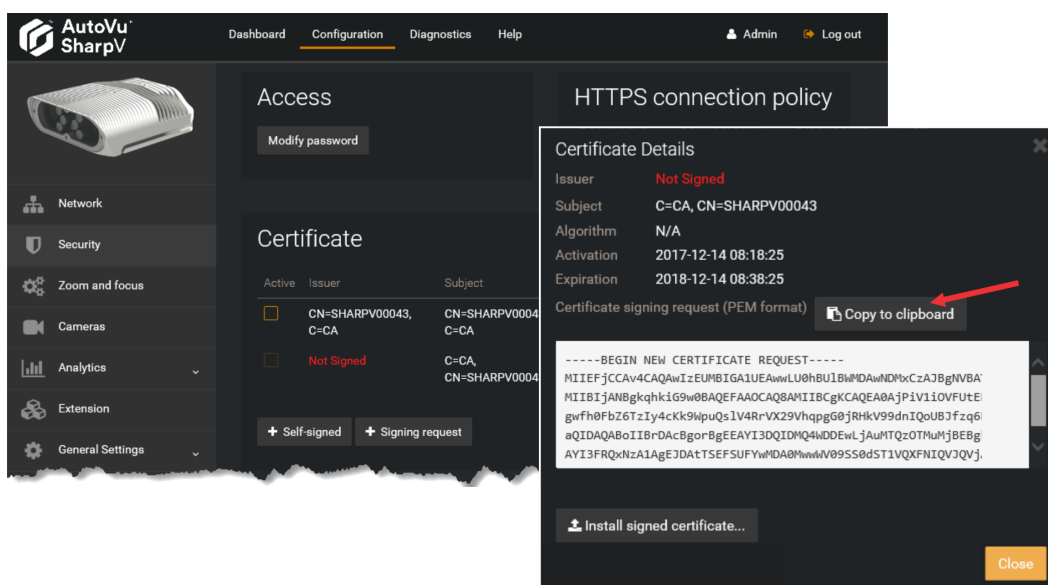 AutoVu
SharpV
Dashboard Configuration Diagnostics Help Admin Log out
Network
Security
Zoom and focus
Cameras
Analytics
Extension
General Settings
Access
Modify password
HTTPS connection policy
Certificate
Active Issuer Subject
CN=SHARPV00043,
C=CA
CN=SHARPV0004
C=CA
Not Signed
C=CA,
CN=SHARPV0004
+ Self-signed + Signing request
Certificate Details
Issuer Not Signed
Subject C=CA, CN=SHARPV00043
Algorithm N/A
Activation 2017-12-14 08:18:25
Expiration 2018-12-14 08:38:25
Certificate signing request (PEM format) Copy to clipboard
-----BEGIN NEW CERTIFICATE REQUEST-----
Install signed certificate...
Close